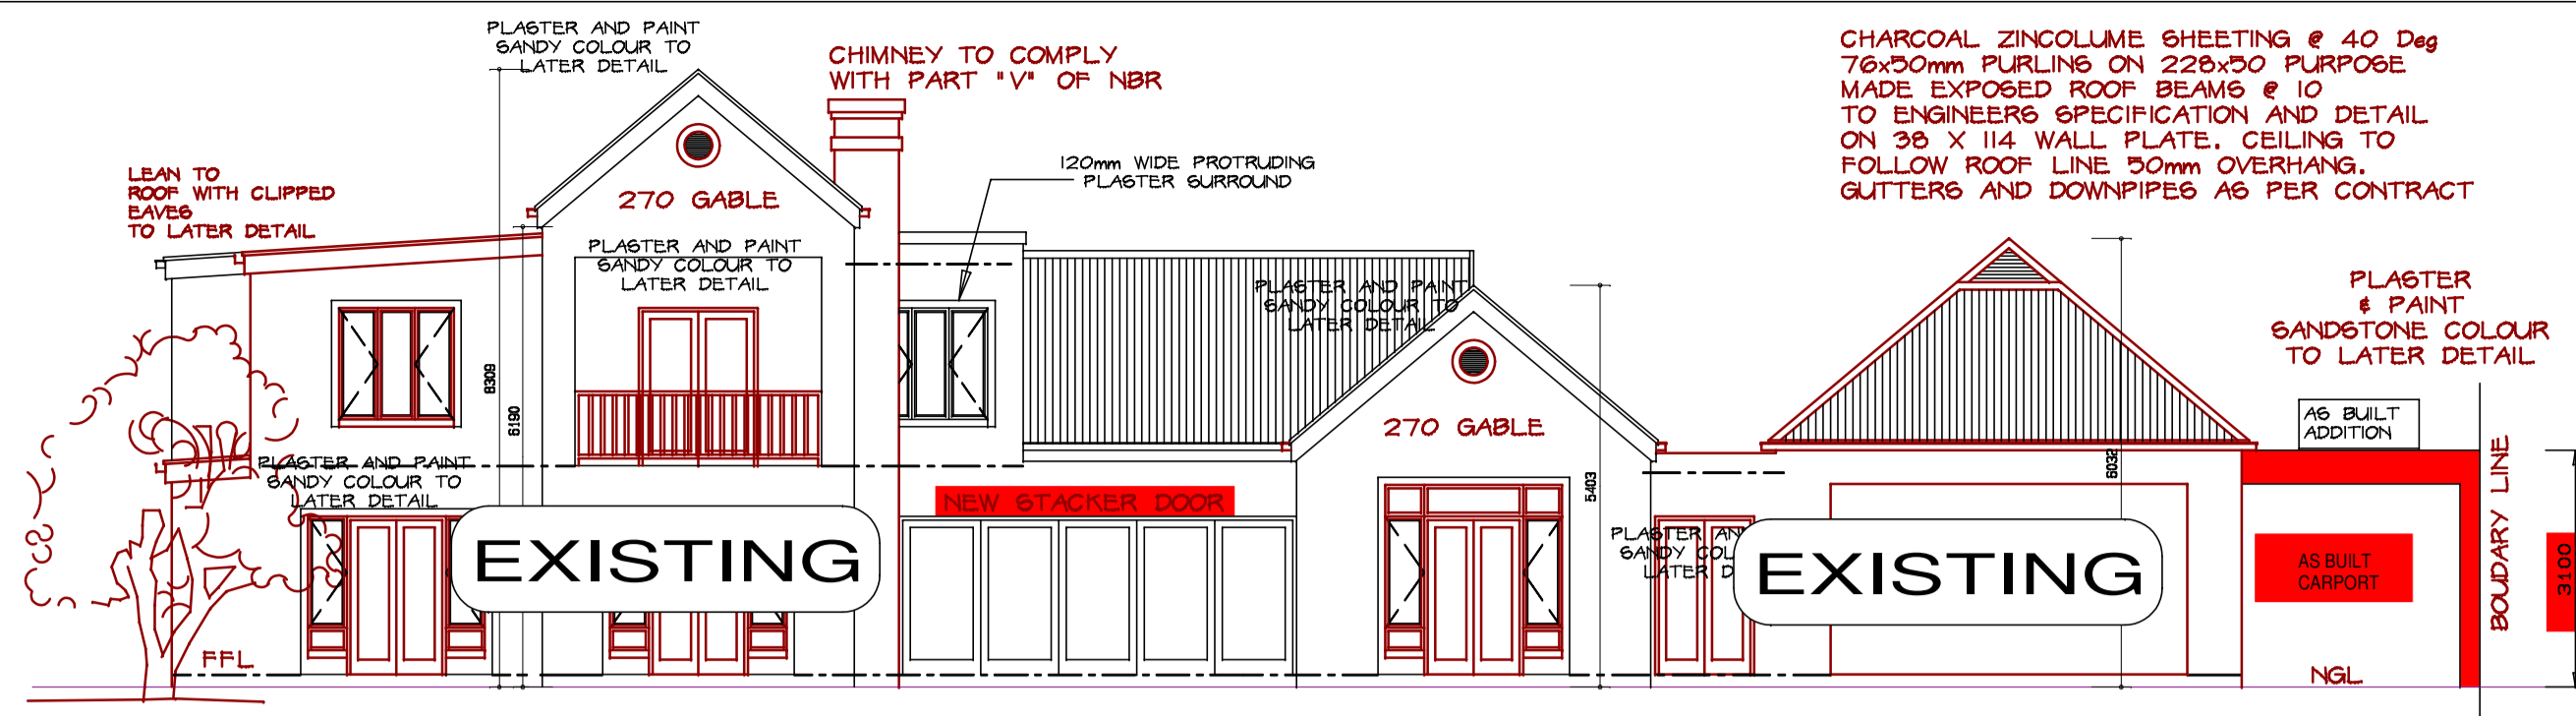 PLASTER AND PAINT
SANDY COLOUR TO
LATER DETAIL
CHIMNEY TO COMPLY
WITH PART "V" OF NBR
CHARCOAL ZINCOLUME SHEETING @ 40 Deg
76x50mm PURLINS ON 228x50 PURPOSE
MADE EXPOSED ROOF BEAMS @ 10
TO ENGINEERS SPECIFICATION AND DETAIL
ON 38 X 114 WALL PLATE. CEILING TO
FOLLOW ROOF LINE 50mm OVERHANG.
GUTTERS AND DOWNPIPES AS PER CONTRACT
LEAN TO
ROOF WITH CLIPPED
EAVES
TO LATER DETAIL
120mm WIDE PROTRUDING
PLASTER SURROUND
270 GABLE
PLASTER AND PAINT
SANDY COLOUR TO
LATER DETAIL
PLASTER AND PAINT
SANDY COLOUR TO
LATER DETAIL
PLASTER
& PAINT
SANDSTONE COLOUR
TO LATER DETAIL
8309
6190
270 GABLE
AS BUILT
ADDITION
PLASTER AND PAINT
SANDY COLOUR TO
LATER DETAIL
NEW STACKER DOOR
5403
6032
BOUDARY LINE
3100
EXISTING
PLASTER AN
SANDY COL
LATER D
EXISTING
AS BUILT
CARPORT
FFL
NGL